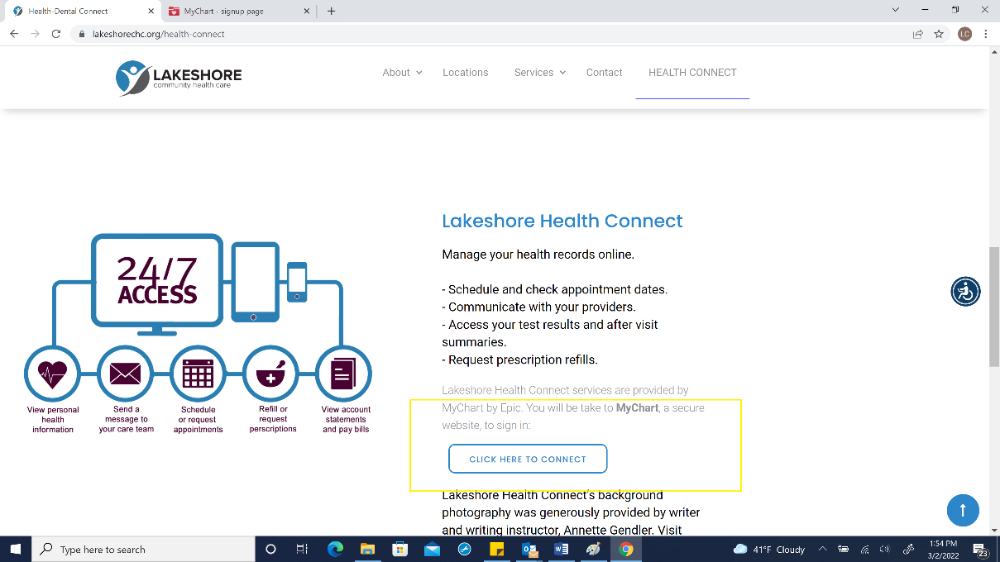 Health-Dental Connect
MyChart - signup page
lakeshorechc.org/health-connect
LC
LAKESHORE
community health care
About
Locations
Services
Contact
HEALTH CONNECT
24/7
ACCESS
View personal
health
information
Send a
message to
your care team
Schedule
or request
appointments
Refill or
request
perscriptions
View account
statements
and pay bills
Lakeshore Health Connect
Manage your health records online.
- Schedule and check appointment dates.
- Communicate with your providers.
- Access your test results and after visit
summaries.
- Request prescription refills.
Lakeshore Health Connect services are provided by
MyChart by Epic. You will be take to MyChart, a secure
website, to sign in:
CLICK HERE TO CONNECT
Lakeshore Health Connect's background
photography was generously provided by writer
and writing instructor, Annette Gendler. Visit
Type here to search
41°F Cloudy
1:54 PM
3/2/2022
23